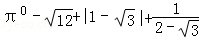 π⁰ − √12 + |1 − √3| + 1/(2 − √3)